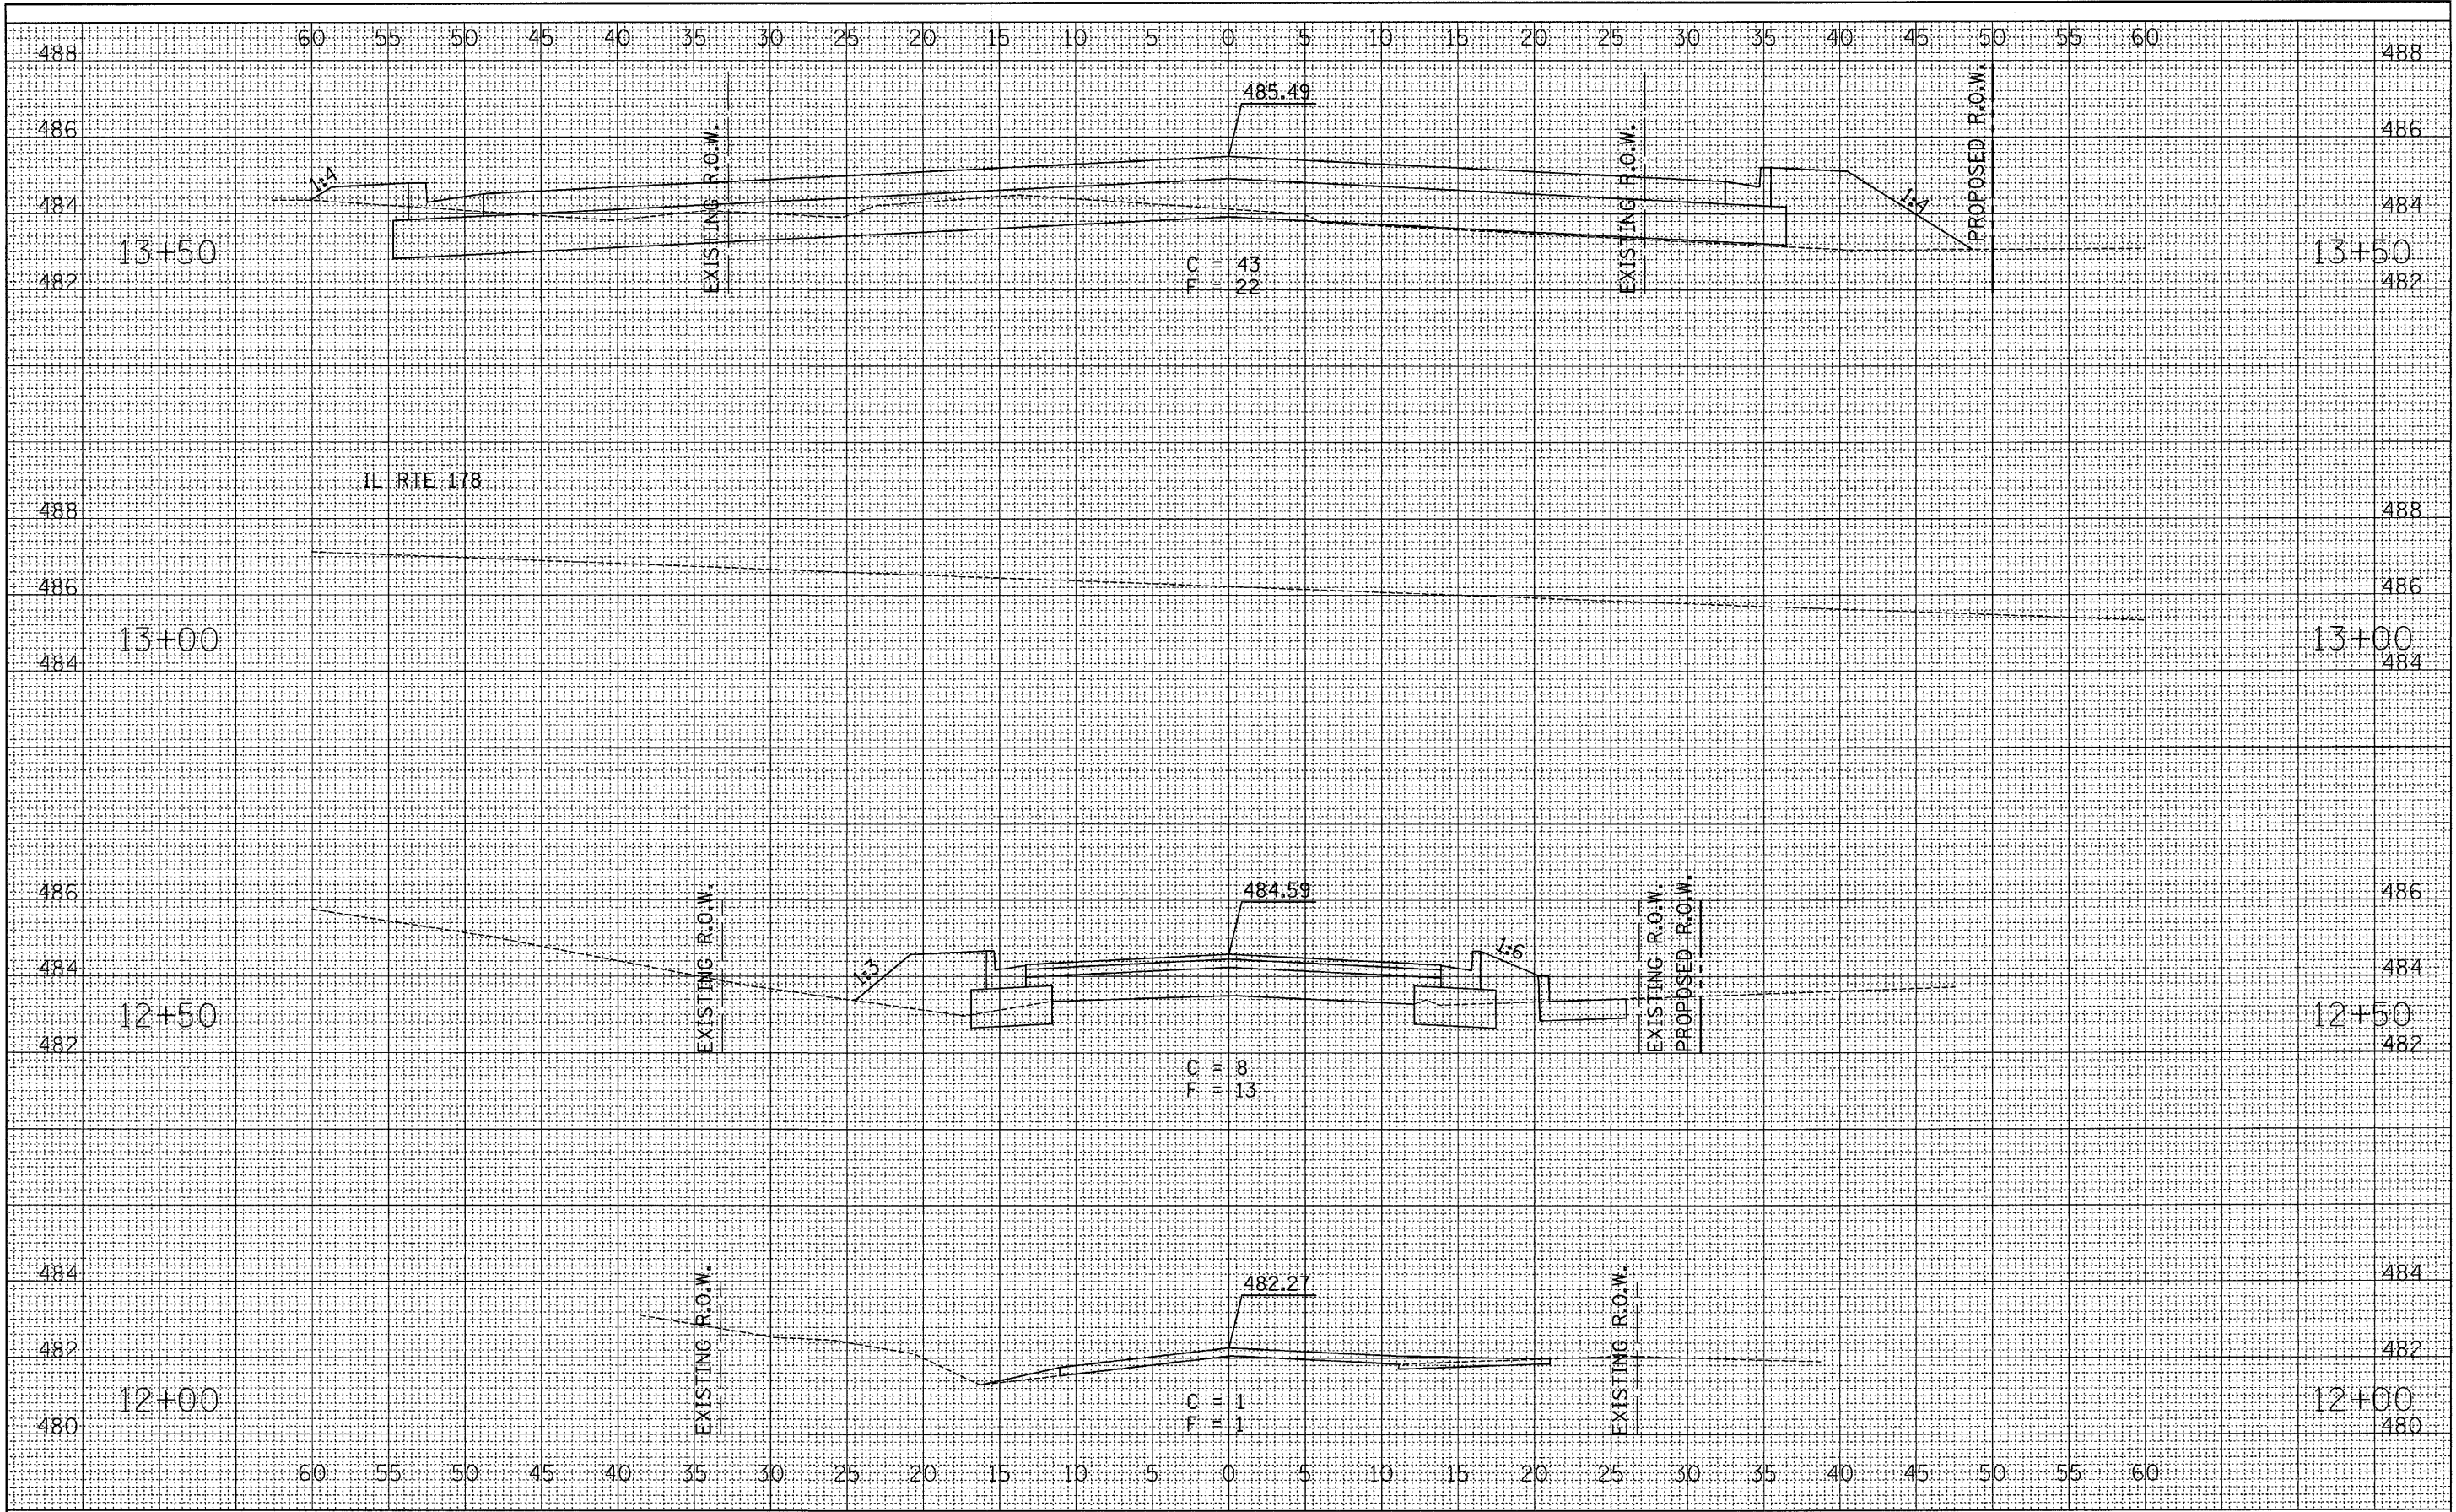 60 55 50 45 40 35 30 25 20 15 10 5 0 5 10 15 20 25 30 35 40 45 50 55 60
488 488
485.49
486 486
EXISTING R.O.W.
EXISTING R.O.W.
PROPOSED R.O.W.
1:4
1:4
484 484
13+50 13+50
C = 43
F = 22
482 482
IL RTE 178
488 488
486 486
13+00 13+00
484 484
486 486
484.59
EXISTING R.O.W.
EXISTING R.O.W.
PROPOSED R.O.W.
1:3
1:6
484 484
12+50 12+50
482 482
C = 8
F = 13
484 484
482.27
EXISTING R.O.W.
EXISTING R.O.W.
482 482
12+00 12+00
C = 1
F = 1
480 480
60 55 50 45 40 35 30 25 20 15 10 5 0 5 10 15 20 25 30 35 40 45 50 55 60